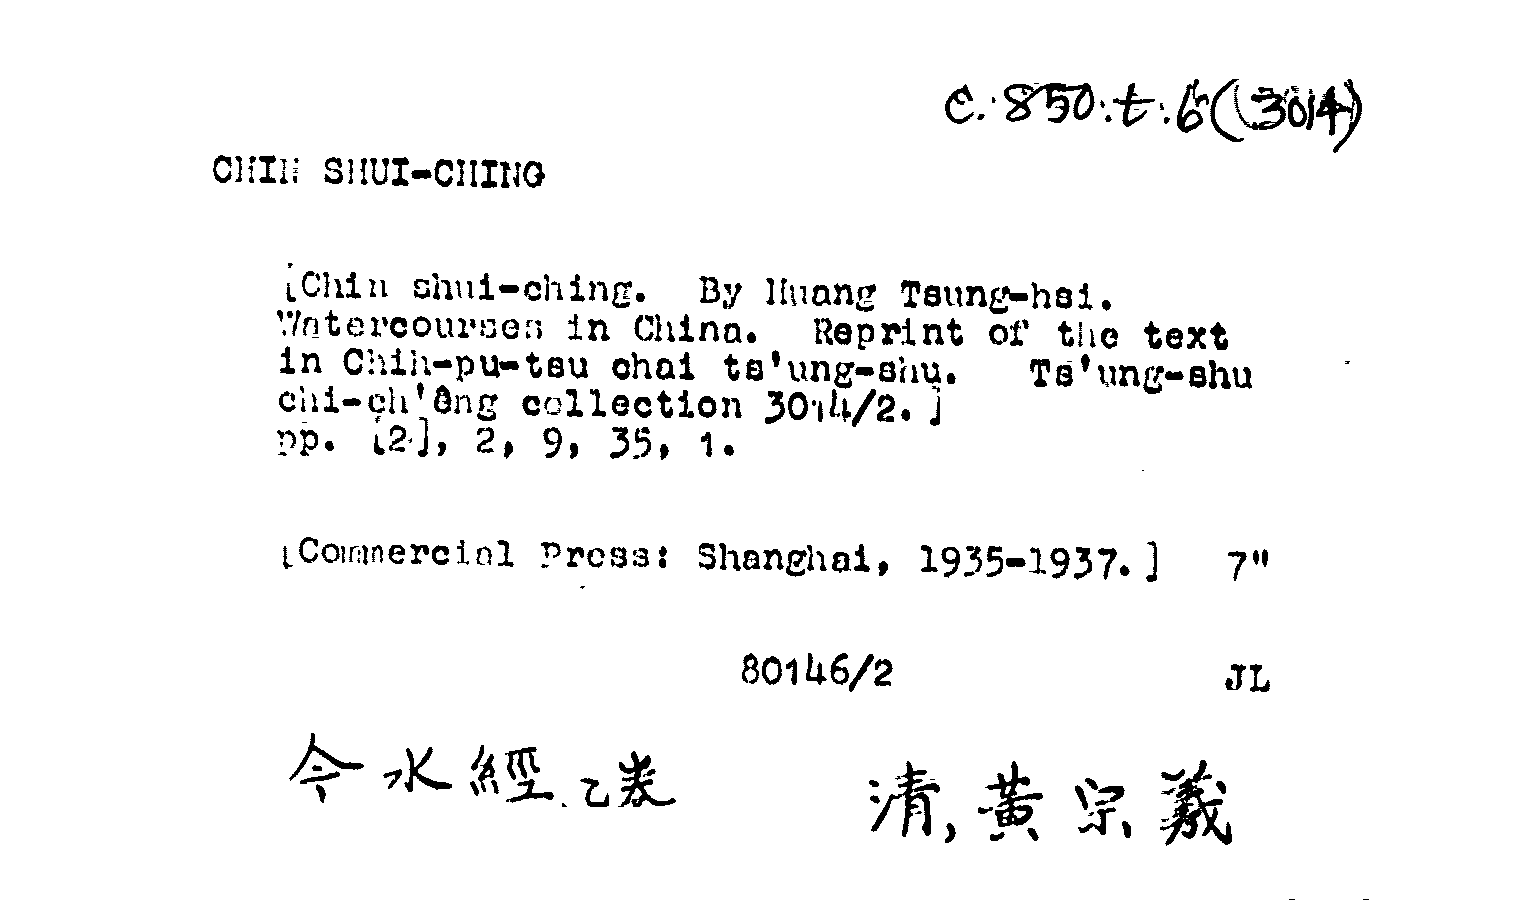 C.850.t.6(3014)
CHIN SHUI-CHING
[Chin shui-ching. By Huang Tsung-hsi.
Watercourses in China. Reprint of the text
in Chih-pu-tsu chai ts'ung-shu. Ts'ung-shu
chi-ch'êng collection 3014/2.]
pp. [2], 2, 9, 35, 1.
[Commercial Press: Shanghai, 1935-1937.] 7"
80146/2 JL
今水經
清,黃宗羲